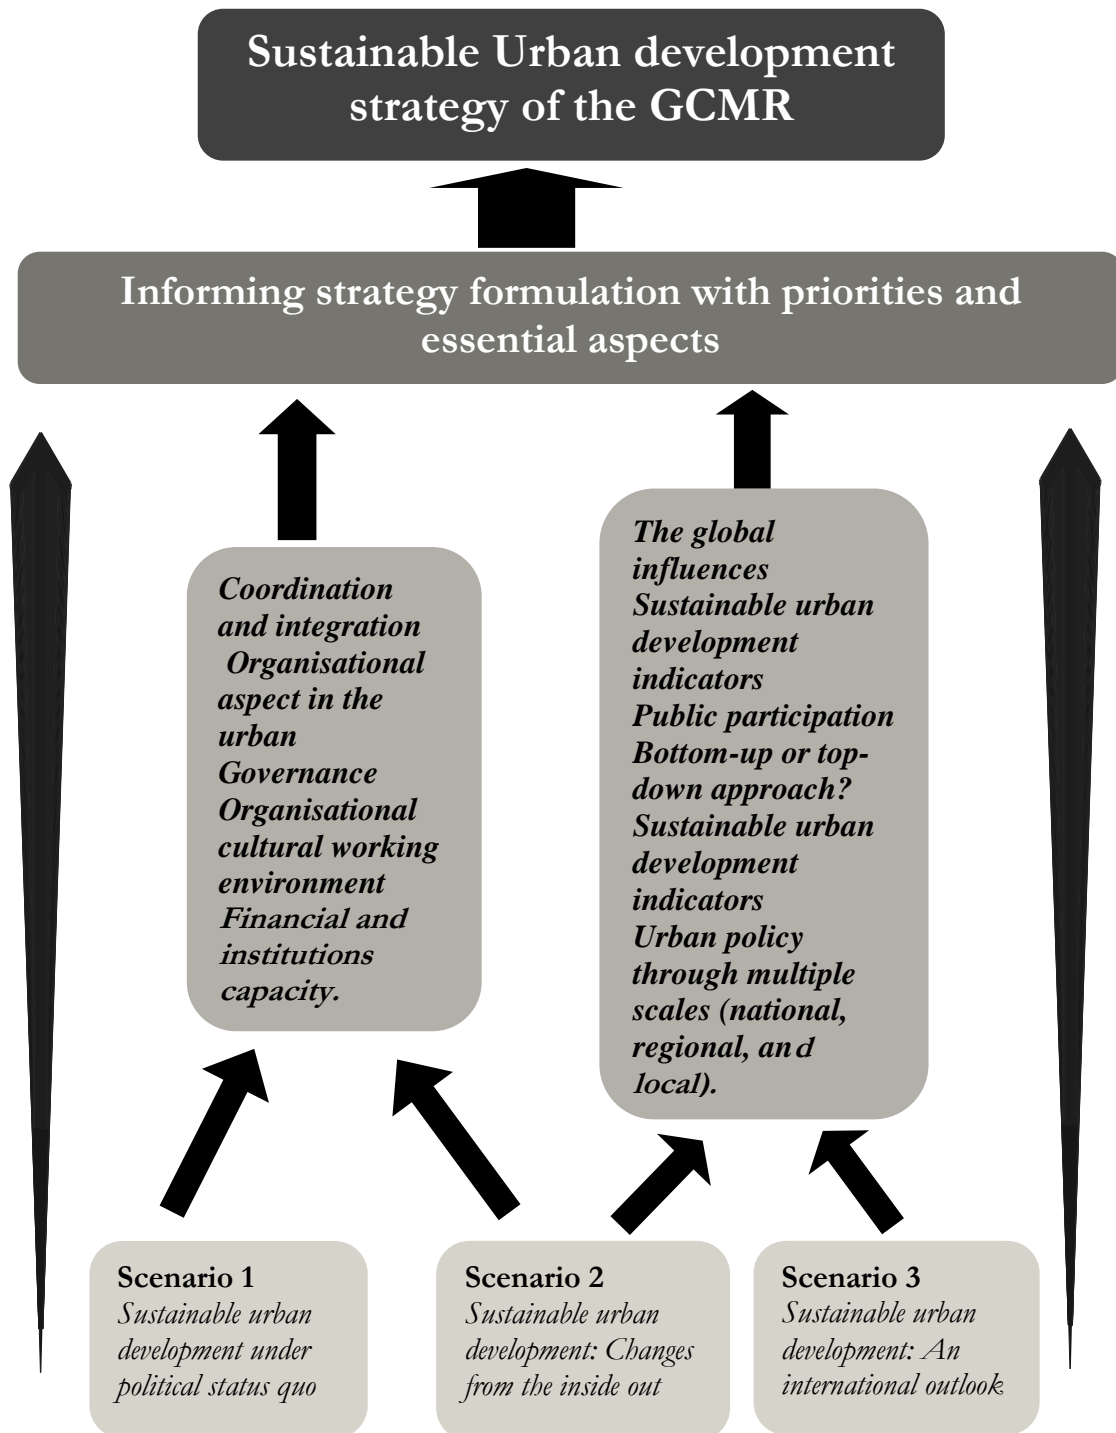 Sustainable Urban development
strategy of the GCMR
Informing strategy formulation with priorities and
essential aspects
Coordination
and integration
Organisational
aspect in the
urban
Governance
Organisational
cultural working
environment
Financial and
institutions
capacity.
The global
influences
Sustainable urban
development
indicators
Public participation
Bottom-up or top-
down approach?
Sustainable urban
development
indicators
Urban policy
through multiple
scales (national,
regional, and
local).
Scenario 1
Sustainable urban
development under
political status quo
Scenario 2
Sustainable urban
development: Changes
from the inside out
Scenario 3
Sustainable urban
development: An
international outlook